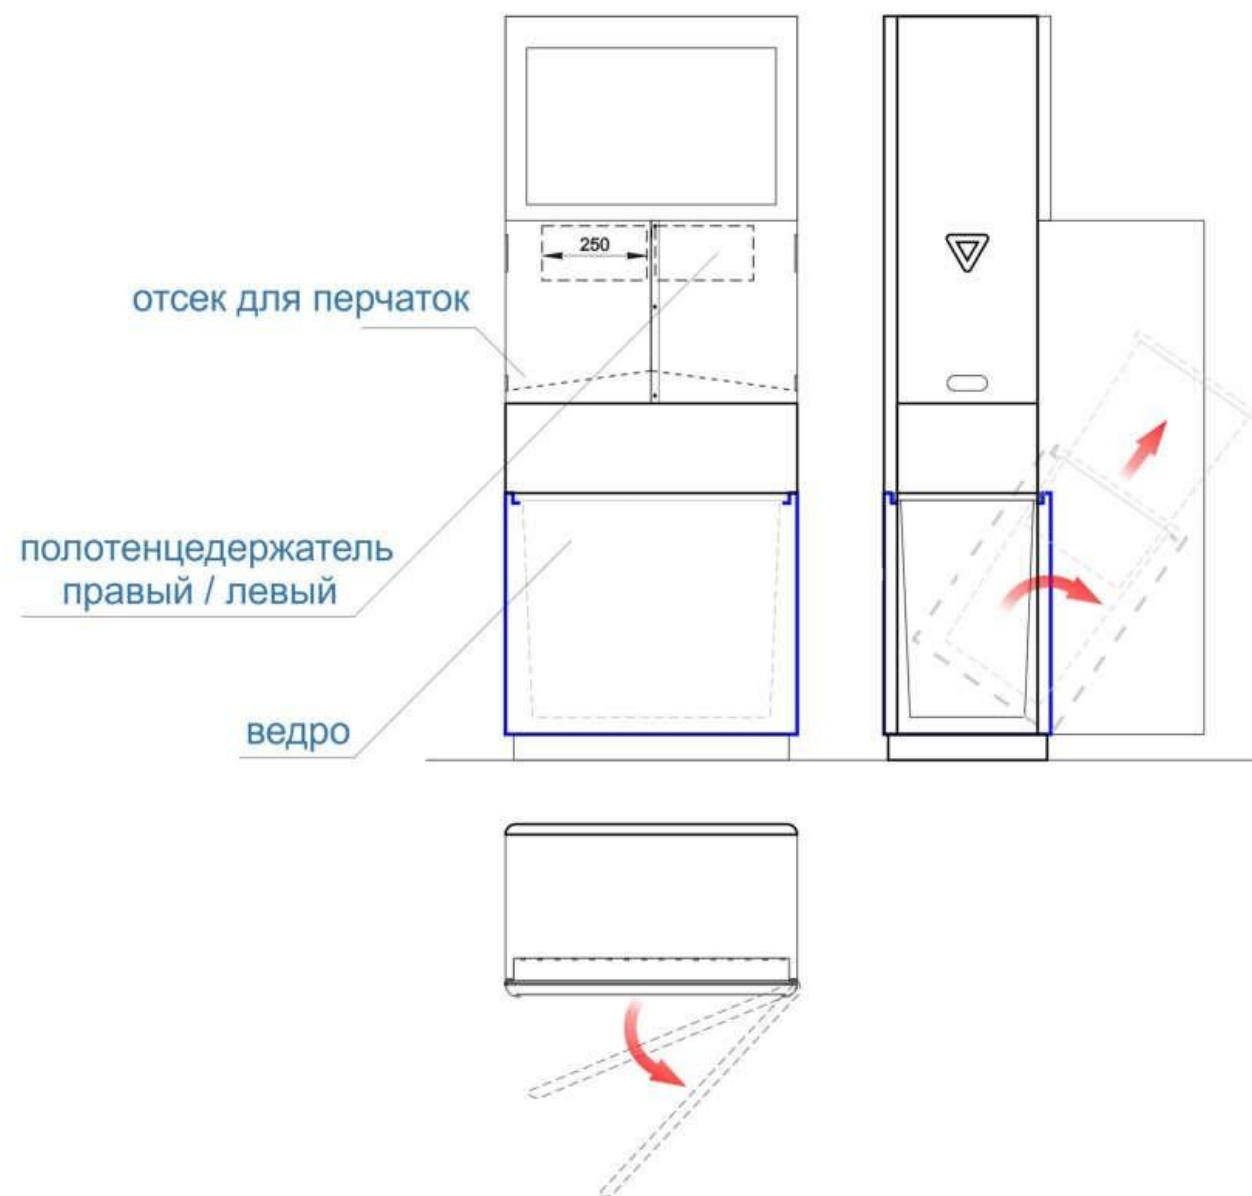 250
отсек для перчаток
полотенцедержатель
правый / левый
ведро